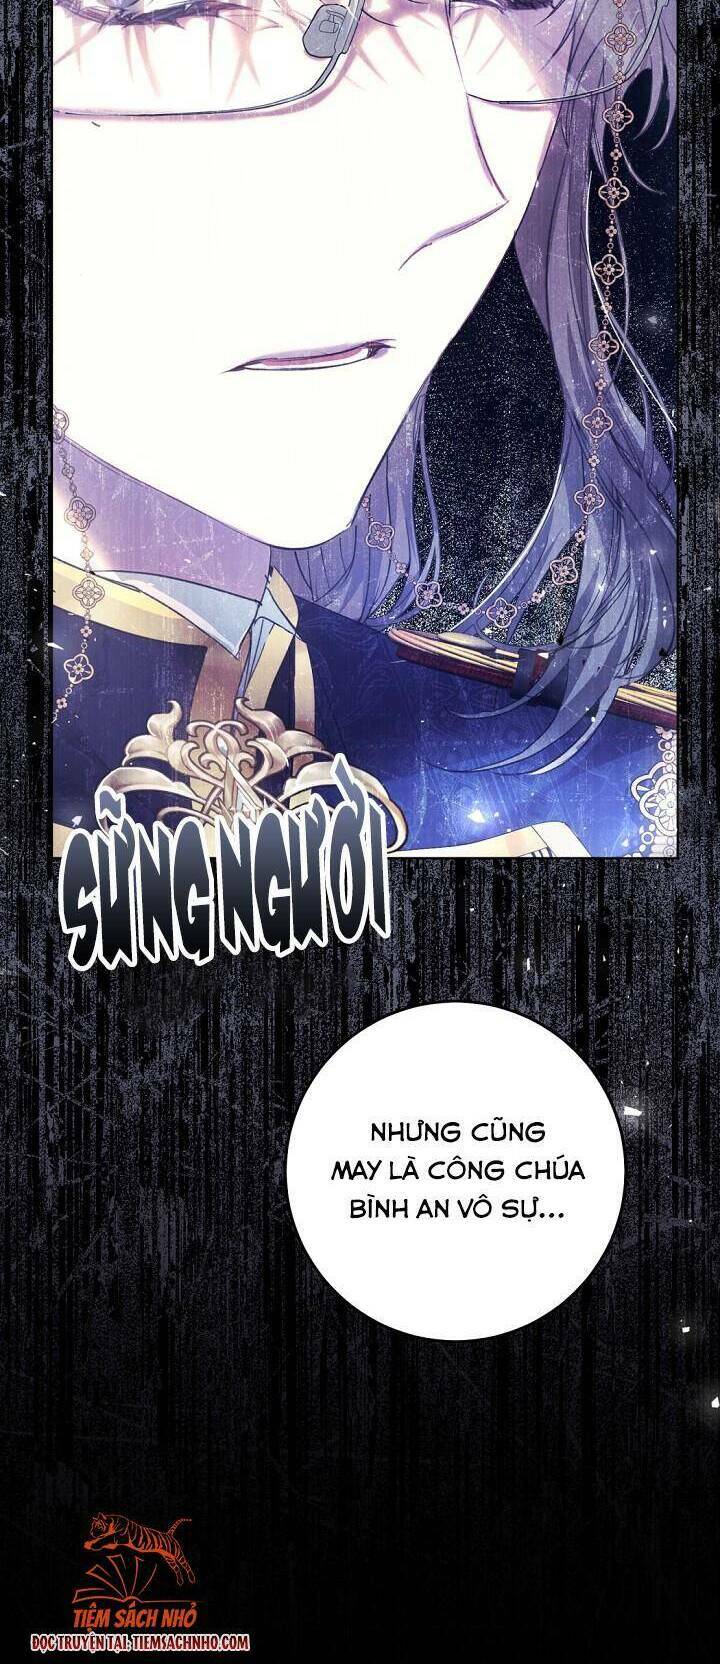 SỮNG NGƯỜI
NHƯNG CŨNG
MAY LÀ CÔNG CHÚA
BÌNH AN VÔ SỰ...
TIỆM SÁCH NHỎ
ĐỌC TRUYỆN TẠI: TIEMSACHNHO.COM